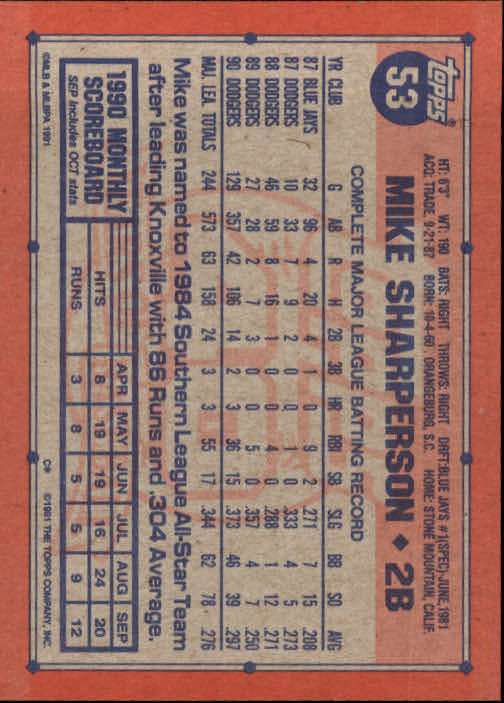 TOPPS®
53
MIKE SHARPERSON ◆ 2B
HT: 6'3" WT: 190 BATS: RIGHT THROWS: RIGHT DRAFT: BLUE JAYS #1(SPEC)-JUNE, 1981
ACQ: TRADE, 9-21-87 BORN: 10-4-60, ORANGEBURG, S.C. HOME: STONE MOUNTAIN, CALIF.
COMPLETE MAJOR LEAGUE BATTING RECORD
YR CLUB G AB R H 2B 3B HR RBI SB SLG BB SO AVG
87 BLUE JAYS 32 96 4 20 4 1 0 9 2 .271 7 15 .208
87 DODGERS 10 33 7 9 2 0 0 1 0 .333 4 5 .273
88 DODGERS 46 59 8 16 1 0 0 4 0 .288 1 12 .271
89 DODGERS 27 28 2 7 3 0 0 5 0 .357 4 7 .250
90 DODGERS 129 357 42 106 14 2 3 36 15 .373 46 39 .297
MAJ. LEA. TOTALS 244 573 63 158 24 3 3 55 17 .344 62 78 .276
Mike was named to 1984 Southern League All-Star Team
after leading Knoxville with 86 Runs and .304 Average.
1990 MONTHLY SCOREBOARD
SEP Includes OCT stats
APR MAY JUN JUL AUG SEP
HITS 8 19 19 16 24 20
RUNS 3 8 5 5 9 12
©MLB & MLBPA 1991
C® ©1991 THE TOPPS COMPANY, INC.